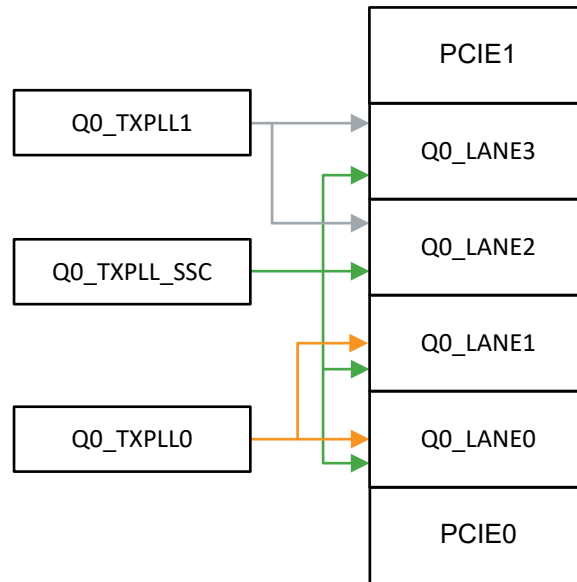 PCIE1
Q0_TXPLL1
Q0_LANE3
Q0_LANE2
Q0_TXPLL_SSC
Q0_LANE1
Q0_TXPLL0
Q0_LANE0
PCIE0